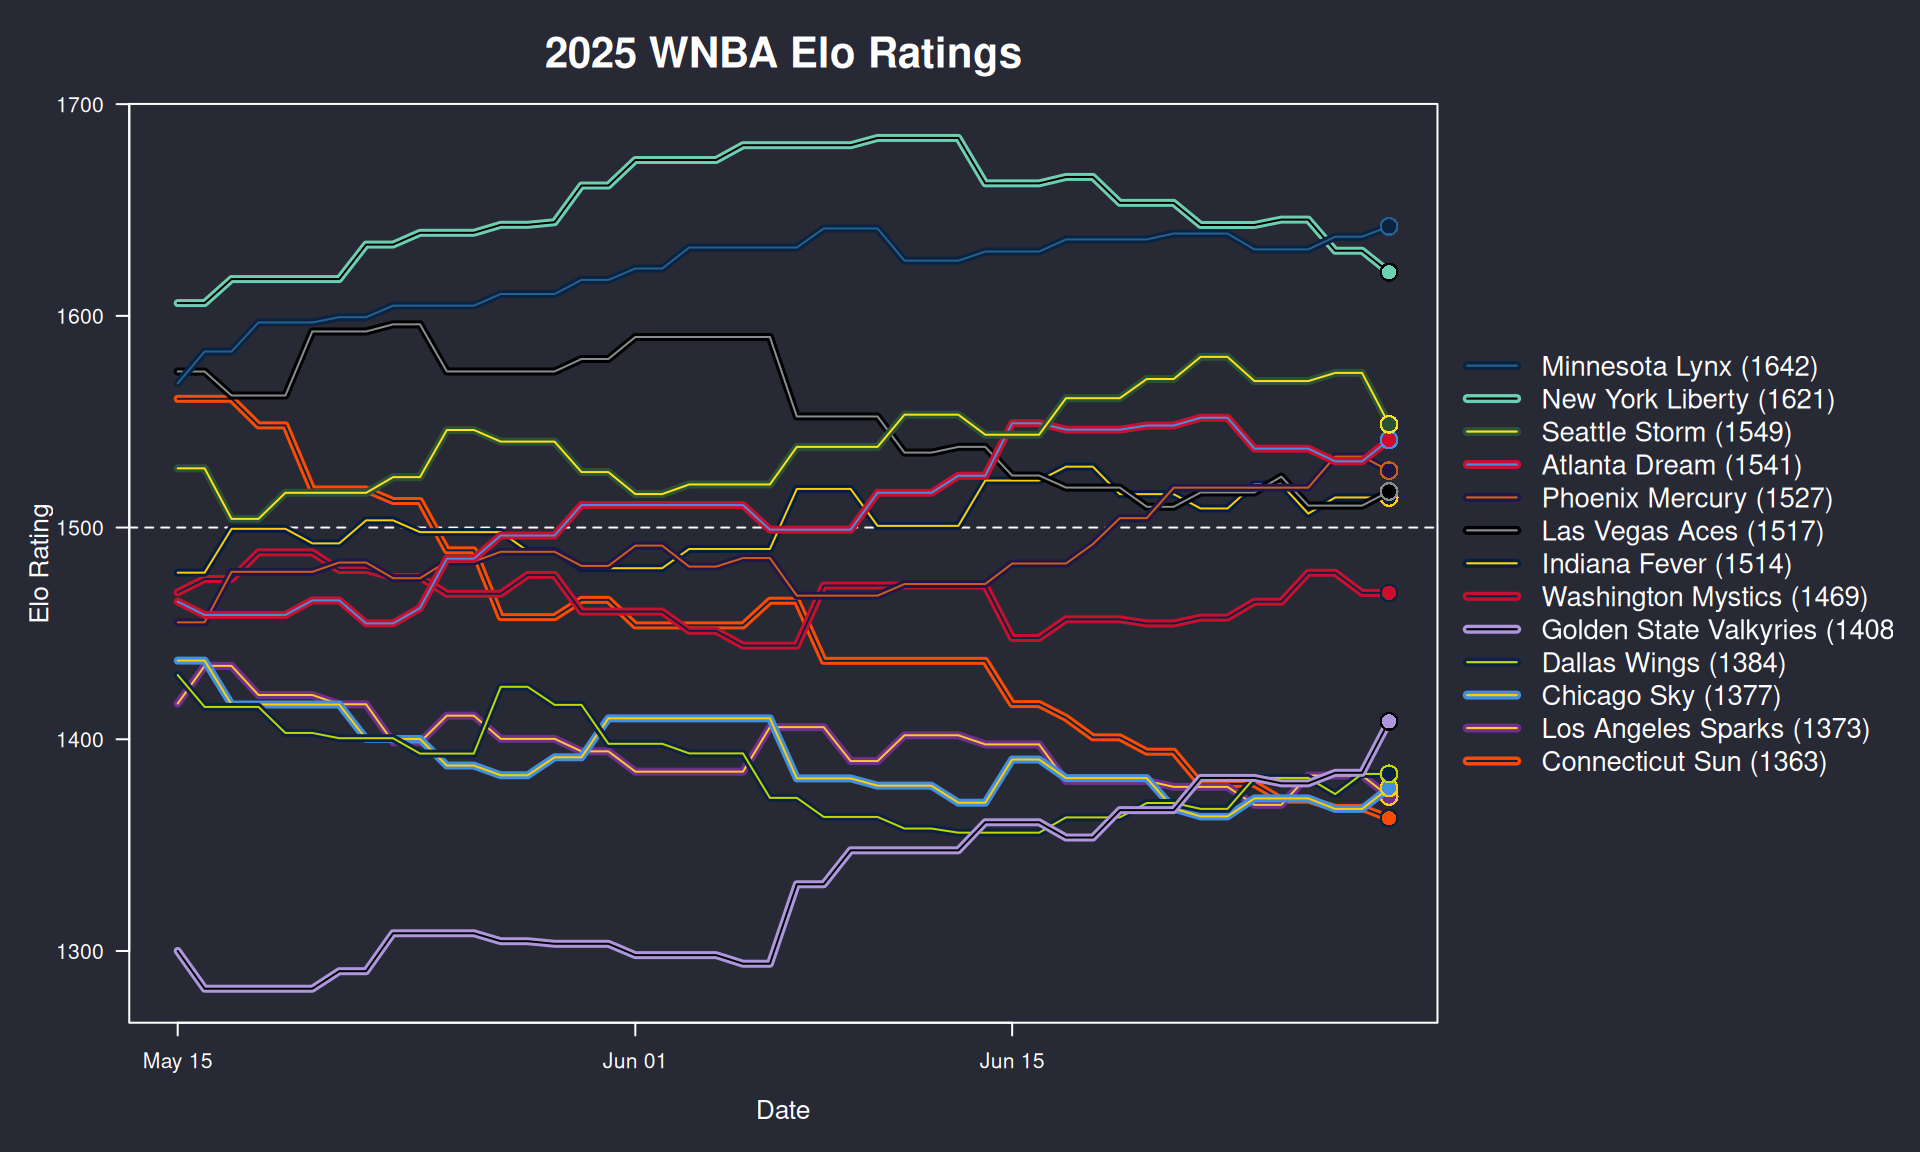 2025 WNBA Elo Ratings
1700
1600
1500
1400
1300
Elo Rating
May 15
Jun 01
Jun 15
Date
Minnesota Lynx (1642)
New York Liberty (1621)
Seattle Storm (1549)
Atlanta Dream (1541)
Phoenix Mercury (1527)
Las Vegas Aces (1517)
Indiana Fever (1514)
Washington Mystics (1469)
Golden State Valkyries (1408
Dallas Wings (1384)
Chicago Sky (1377)
Los Angeles Sparks (1373)
Connecticut Sun (1363)